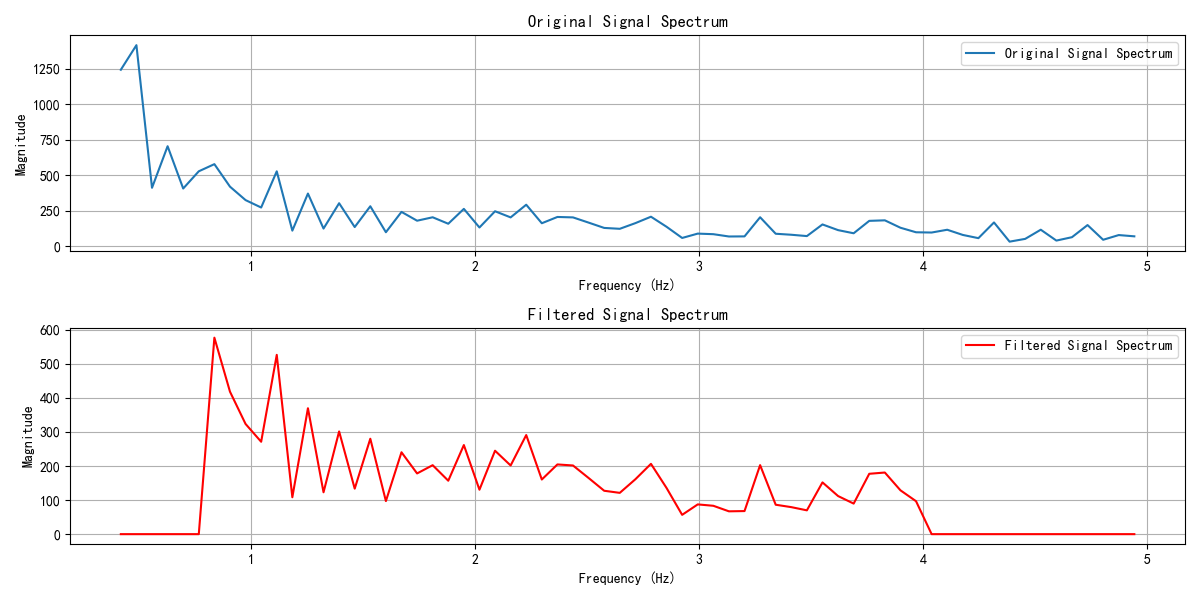 Original Signal Spectrum
Original Signal Spectrum
1250
1000
750
500
250
0
Magnitude
1 2 3 4 5
Frequency (Hz)
Filtered Signal Spectrum
Filtered Signal Spectrum
600
500
400
300
200
100
0
Magnitude
1 2 3 4 5
Frequency (Hz)